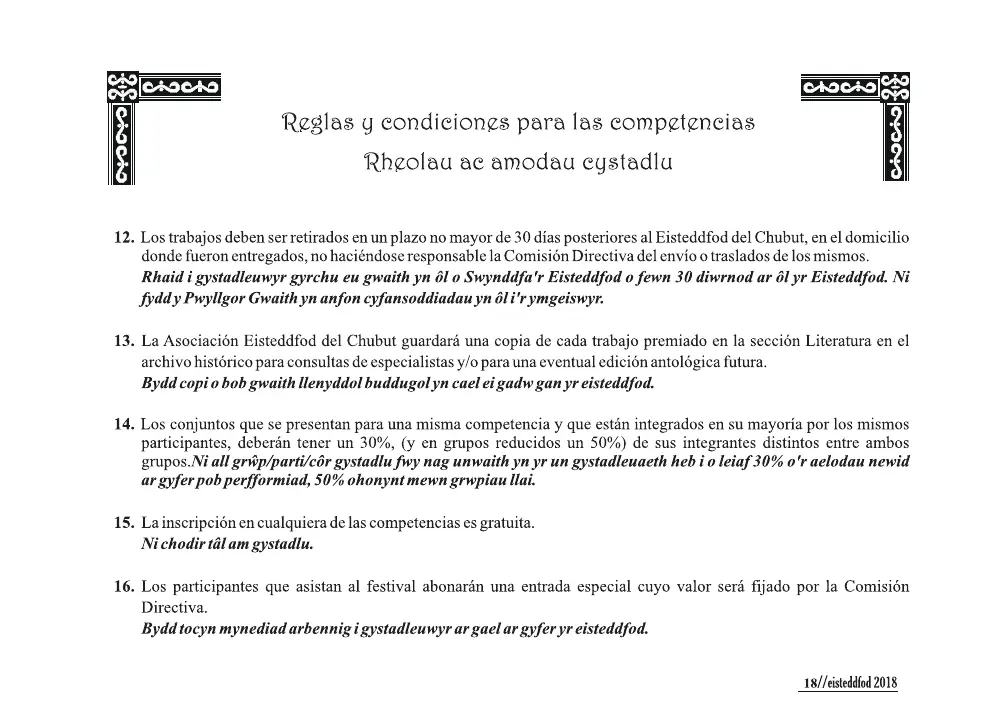 Reglas y condiciones para las competencias
Rheolau ac amodau cystadlu
12. Los trabajos deben ser retirados en un plazo no mayor de 30 días posteriores al Eisteddfod del Chubut, en el domicilio
donde fueron entregados, no haciéndose responsable la Comisión Directiva del envío o traslados de los mismos.
Rhaid i gystadleuwyr gyrchu eu gwaith yn ôl o Swynddfa'r Eisteddfod o fewn 30 diwrnod ar ôl yr Eisteddfod. Ni
fydd y Pwyllgor Gwaith yn anfon cyfansoddiadau yn ôl i'r ymgeiswyr.
13. La Asociación Eisteddfod del Chubut guardará una copia de cada trabajo premiado en la sección Literatura en el
archivo histórico para consultas de especialistas y/o para una eventual edición antológica futura.
Bydd copi o bob gwaith llenyddol buddugol yn cael ei gadw gan yr eisteddfod.
14. Los conjuntos que se presentan para una misma competencia y que están integrados en su mayoría por los mismos
participantes, deberán tener un 30%, (y en grupos reducidos un 50%) de sus integrantes distintos entre ambos
grupos.Ni all grŵp/parti/côr gystadlu fwy nag unwaith yn yr un gystadleuaeth heb i o leiaf 30% o'r aelodau newid
ar gyfer pob perfformiad, 50% ohonynt mewn grwpiau llai.
15. La inscripción en cualquiera de las competencias es gratuita.
Ni chodir tâl am gystadlu.
16. Los participantes que asistan al festival abonarán una entrada especial cuyo valor será fijado por la Comisión
Directiva.
Bydd tocyn mynediad arbennig i gystadleuwyr ar gael ar gyfer yr eisteddfod.
18//eisteddfod 2018